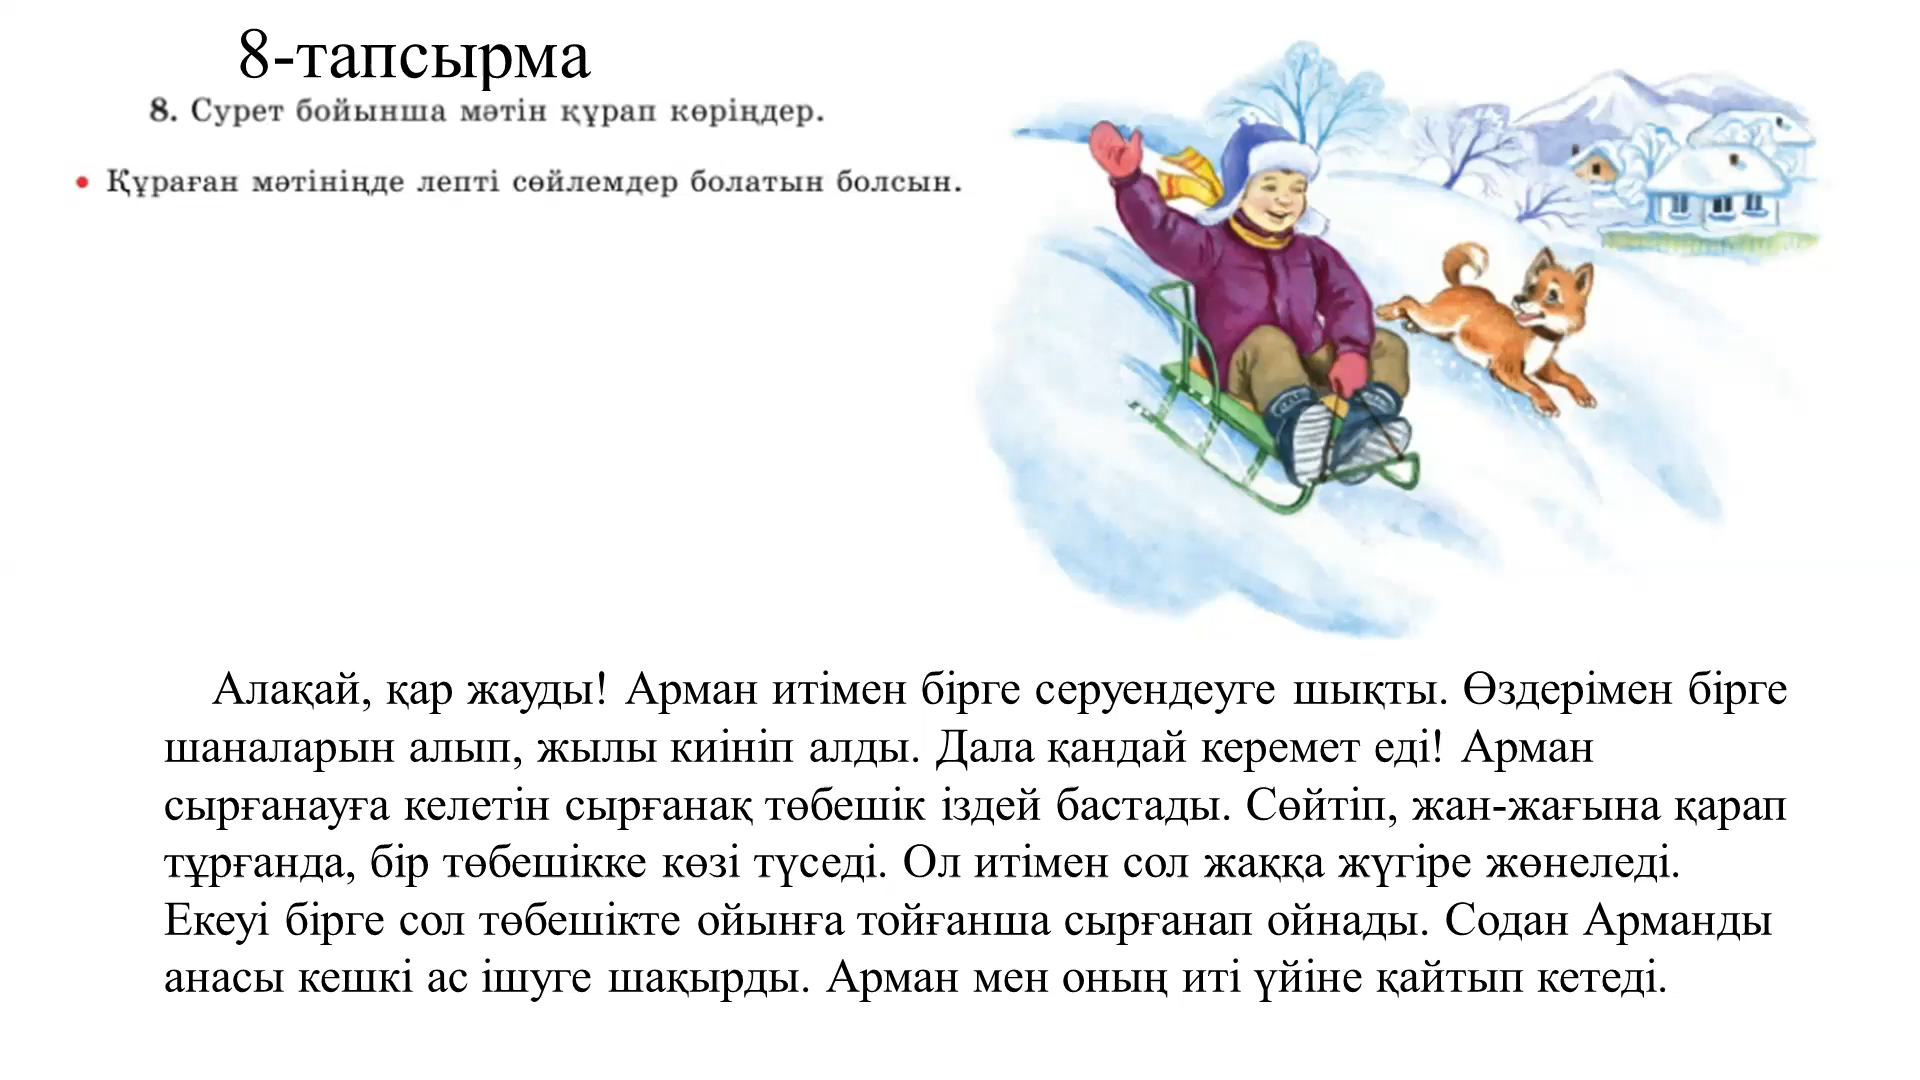 8-тапсырма
8. Сурет бойынша мәтін құрап көріңдер.
• Құраған мәтініңде лепті сөйлемдер болатын болсын.
Алақай, қар жауды! Арман итімен бірге серуендеуге шықты. Өздерімен бірге
шаналарын алып, жылы киініп алды. Дала қандай керемет еді! Арман
сырғанауға келетін сырғанақ төбешік іздей бастады. Сөйтіп, жан-жағына қарап
тұрғанда, бір төбешікке көзі түседі. Ол итімен сол жаққа жүгіре жөнеледі.
Екеуі бірге сол төбешікте ойынға тойғанша сырғанап ойнады. Содан Арманды
анасы кешкі ас ішуге шақырды. Арман мен оның иті үйіне қайтып кетеді.